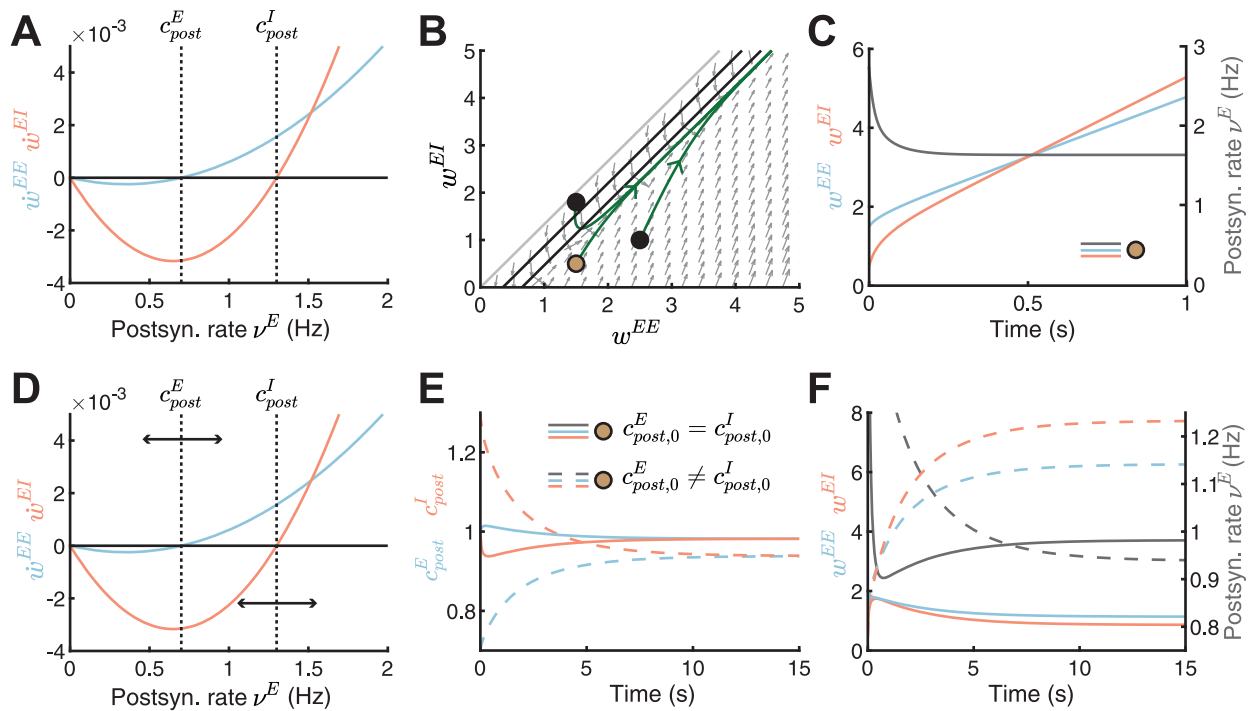 A
×10⁻³
c^E_post
c^I_post
ẇ^EE ẇ^EI
4
2
0
-2
-4
0
0.5
1
1.5
2
Postsyn. rate ν^E (Hz)
B
w^EI
5
4
3
2
1
0
0
1
2
3
4
5
w^EE
C
w^EE w^EI
6
4
2
0
0
0.5
1
Time (s)
3
2
1
0
Postsyn. rate ν^E (Hz)
D
×10⁻³
c^E_post
c^I_post
ẇ^EE ẇ^EI
4
2
0
-2
-4
0
0.5
1
1.5
2
Postsyn. rate ν^E (Hz)
E
c^E_post c^I_post
1.2
1
0.8
c^E_post,0 = c^I_post,0
c^E_post,0 ≠ c^I_post,0
0
5
10
15
Time (s)
F
w^EE w^EI
8
6
4
2
0
0
5
10
15
Time (s)
1.2
1.1
1
0.9
0.8
Postsyn. rate ν^E (Hz)